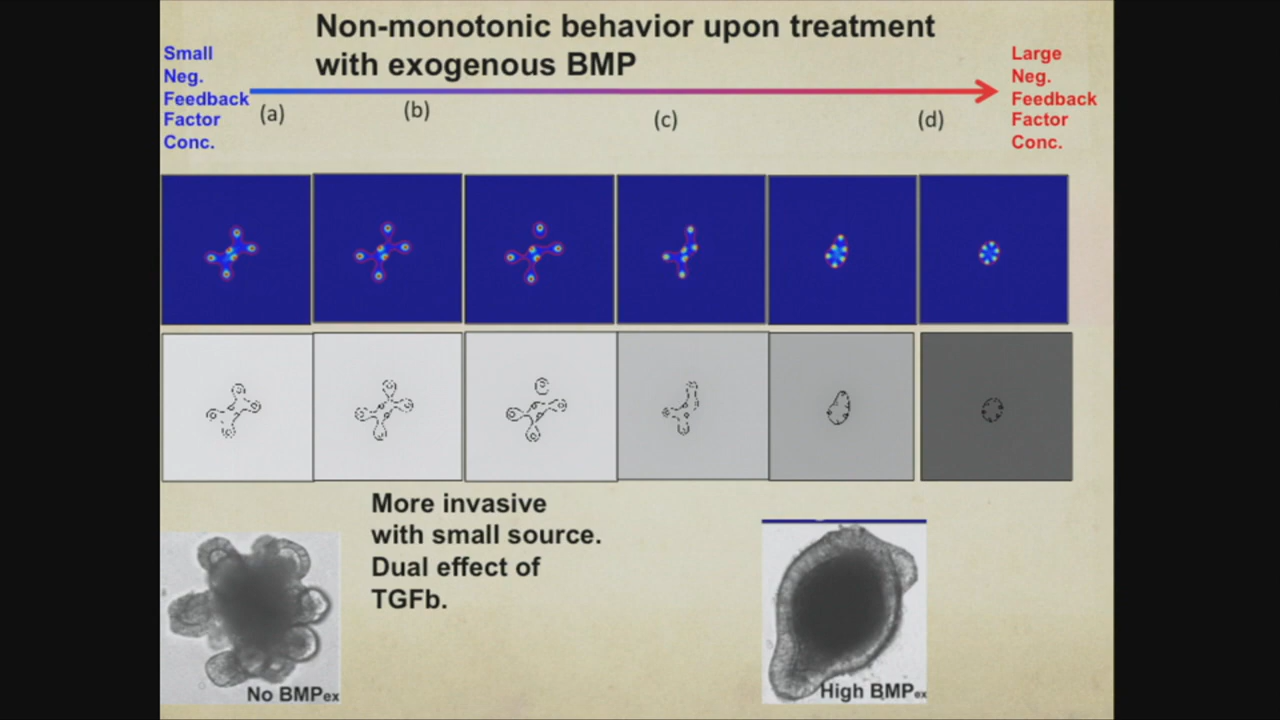 Non-monotonic behavior upon treatment
with exogenous BMP
Small
Neg.
Feedback
Factor
Conc.
Large
Neg.
Feedback
Factor
Conc.
(a)
(b)
(c)
(d)
More invasive
with small source.
Dual effect of
TGFb.
No BMPex
High BMPex